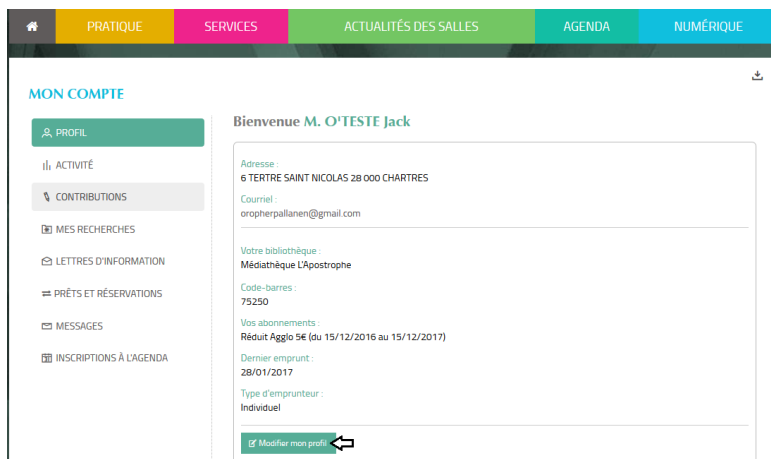 PRATIQUE
SERVICES
ACTUALITÉS DES SALLES
AGENDA
NUMÉRIQUE
MON COMPTE
PROFIL
ACTIVITÉ
CONTRIBUTIONS
MES RECHERCHES
LETTRES D'INFORMATION
PRÊTS ET RÉSERVATIONS
MESSAGES
INSCRIPTIONS À L'AGENDA
Bienvenue M. O'TESTE Jack
Adresse :
6 TERTRE SAINT NICOLAS 28 000 CHARTRES
Courriel :
oropherpallanen@gmail.com
Votre bibliothèque :
Médiathèque L'Apostrophe
Code-barres :
75250
Vos abonnements :
Réduit Agglo 5€ (du 15/12/2016 au 15/12/2017)
Dernier emprunt :
28/01/2017
Type d'emprunteur :
Individuel
Modifier mon profil